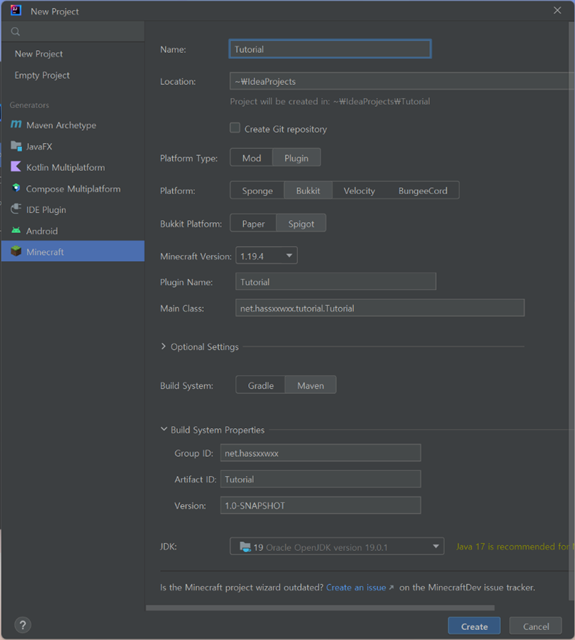 New Project
Name: Tutorial
New Project
Location: ~₩IdeaProjects
Empty Project
Project will be created in: ~₩IdeaProjects₩Tutorial
Generators
Create Git repository
Maven Archetype
JavaFX
Platform Type: Mod Plugin
Kotlin Multiplatform
Compose Multiplatform
Platform: Sponge Bukkit Velocity BungeeCord
IDE Plugin
Android
Bukkit Platform: Paper Spigot
Minecraft
Minecraft Version: 1.19.4
Plugin Name: Tutorial
Main Class: net.hassxxwxx.tutorial.Tutorial
Optional Settings
Build System: Gradle Maven
Build System Properties
Group ID: net.hassxxwxx
Artifact ID: Tutorial
Version: 1.0-SNAPSHOT
JDK: 19 Oracle OpenJDK version 19.0.1 Java 17 is recommended for
Is the Minecraft project wizard outdated? Create an issue ↗ on the MinecraftDev issue tracker.
? Create Cancel